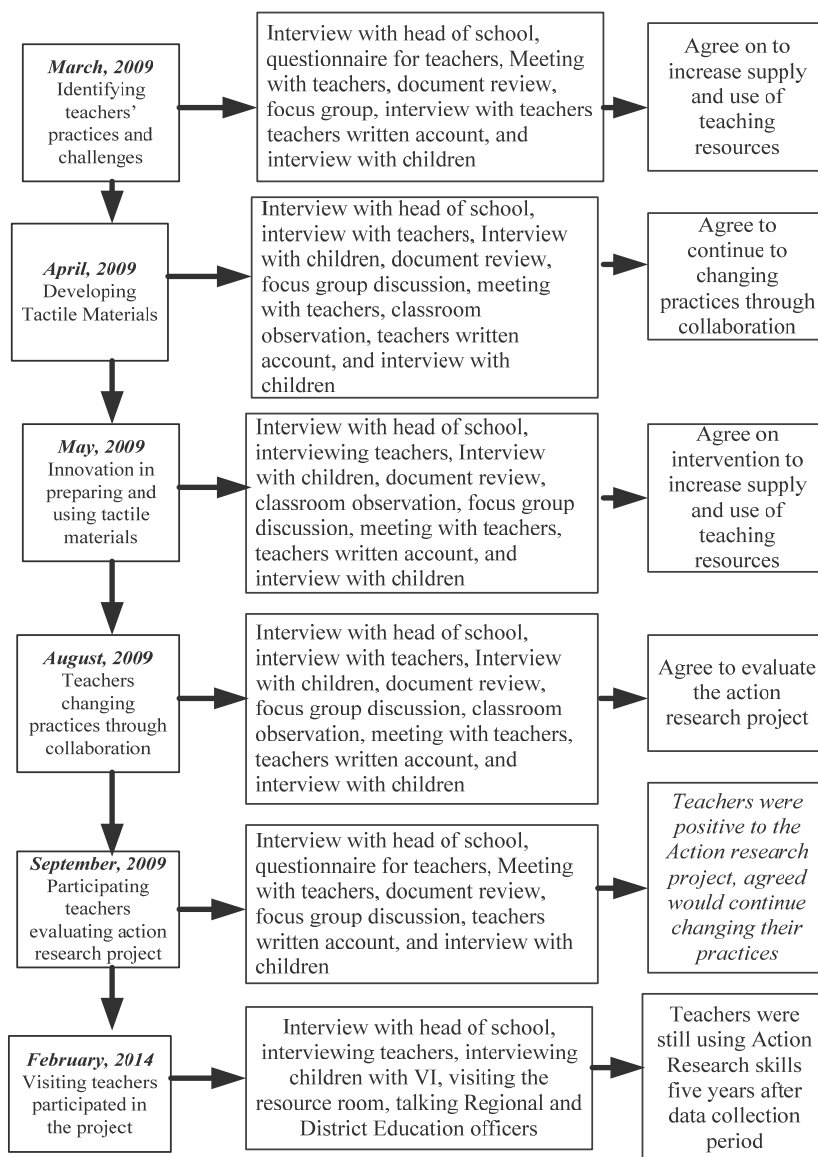 March, 2009
Identifying
teachers'
practices and
challenges
Interview with head of school,
questionnaire for teachers, Meeting
with teachers, document review,
focus group, interview with teachers
teachers written account, and
interview with children
Agree on to
increase supply
and use of
teaching
resources
April, 2009
Developing
Tactile Materials
Interview with head of school,
interview with teachers, Interview
with children, document review,
focus group discussion, meeting
with teachers, classroom
observation, teachers written
account, and interview with
children
Agree to
continue to
changing
practices through
collaboration
May, 2009
Innovation in
preparing and
using tactile
materials
Interview with head of school,
interviewing teachers, Interview
with children, document review,
classroom observation, focus group
discussion, meeting with teachers,
teachers written account, and
interview with children
Agree on
intervention to
increase supply
and use of
teaching
resources
August, 2009
Teachers
changing
practices through
collaboration
Interview with head of school,
interview with teachers, Interview
with children, document review,
focus group discussion, classroom
observation, meeting with teachers,
teachers written account, and
interview with children
Agree to evaluate
the action
research project
September, 2009
Participating
teachers
evaluating action
research project
Interview with head of school,
questionnaire for teachers, Meeting
with teachers, document review,
focus group discussion, teachers
written account, and interview with
children
Teachers were
positive to the
Action research
project, agreed
would continue
changing their
practices
February, 2014
Visiting teachers
participated in
the project
Interview with head of school,
interviewing teachers, interviewing
children with VI, visiting the
resource room, talking Regional and
District Education officers
Teachers were
still using Action
Research skills
five years after
data collection
period